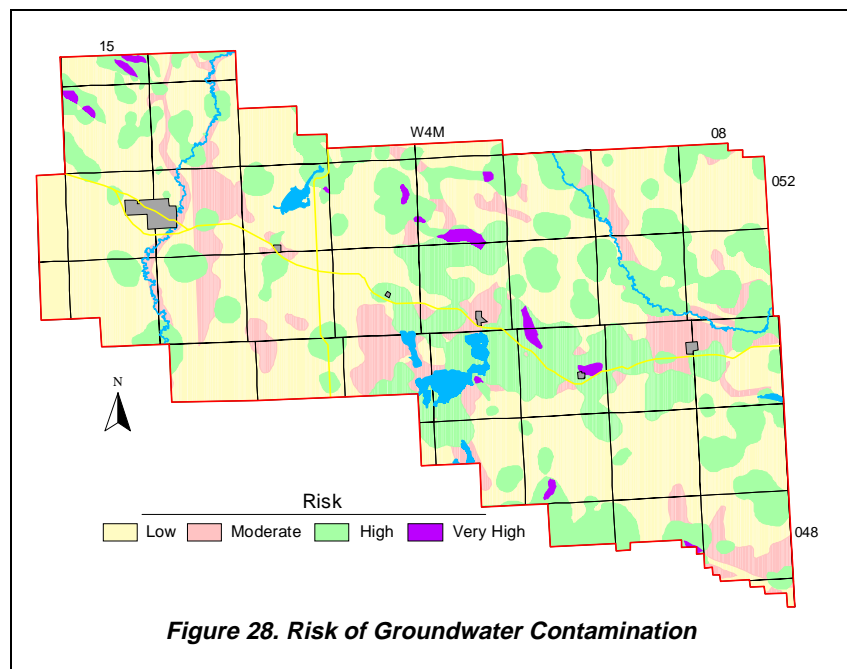 15
W4M
08
052
N
Risk
Low Moderate High Very High
048
Figure 28. Risk of Groundwater Contamination